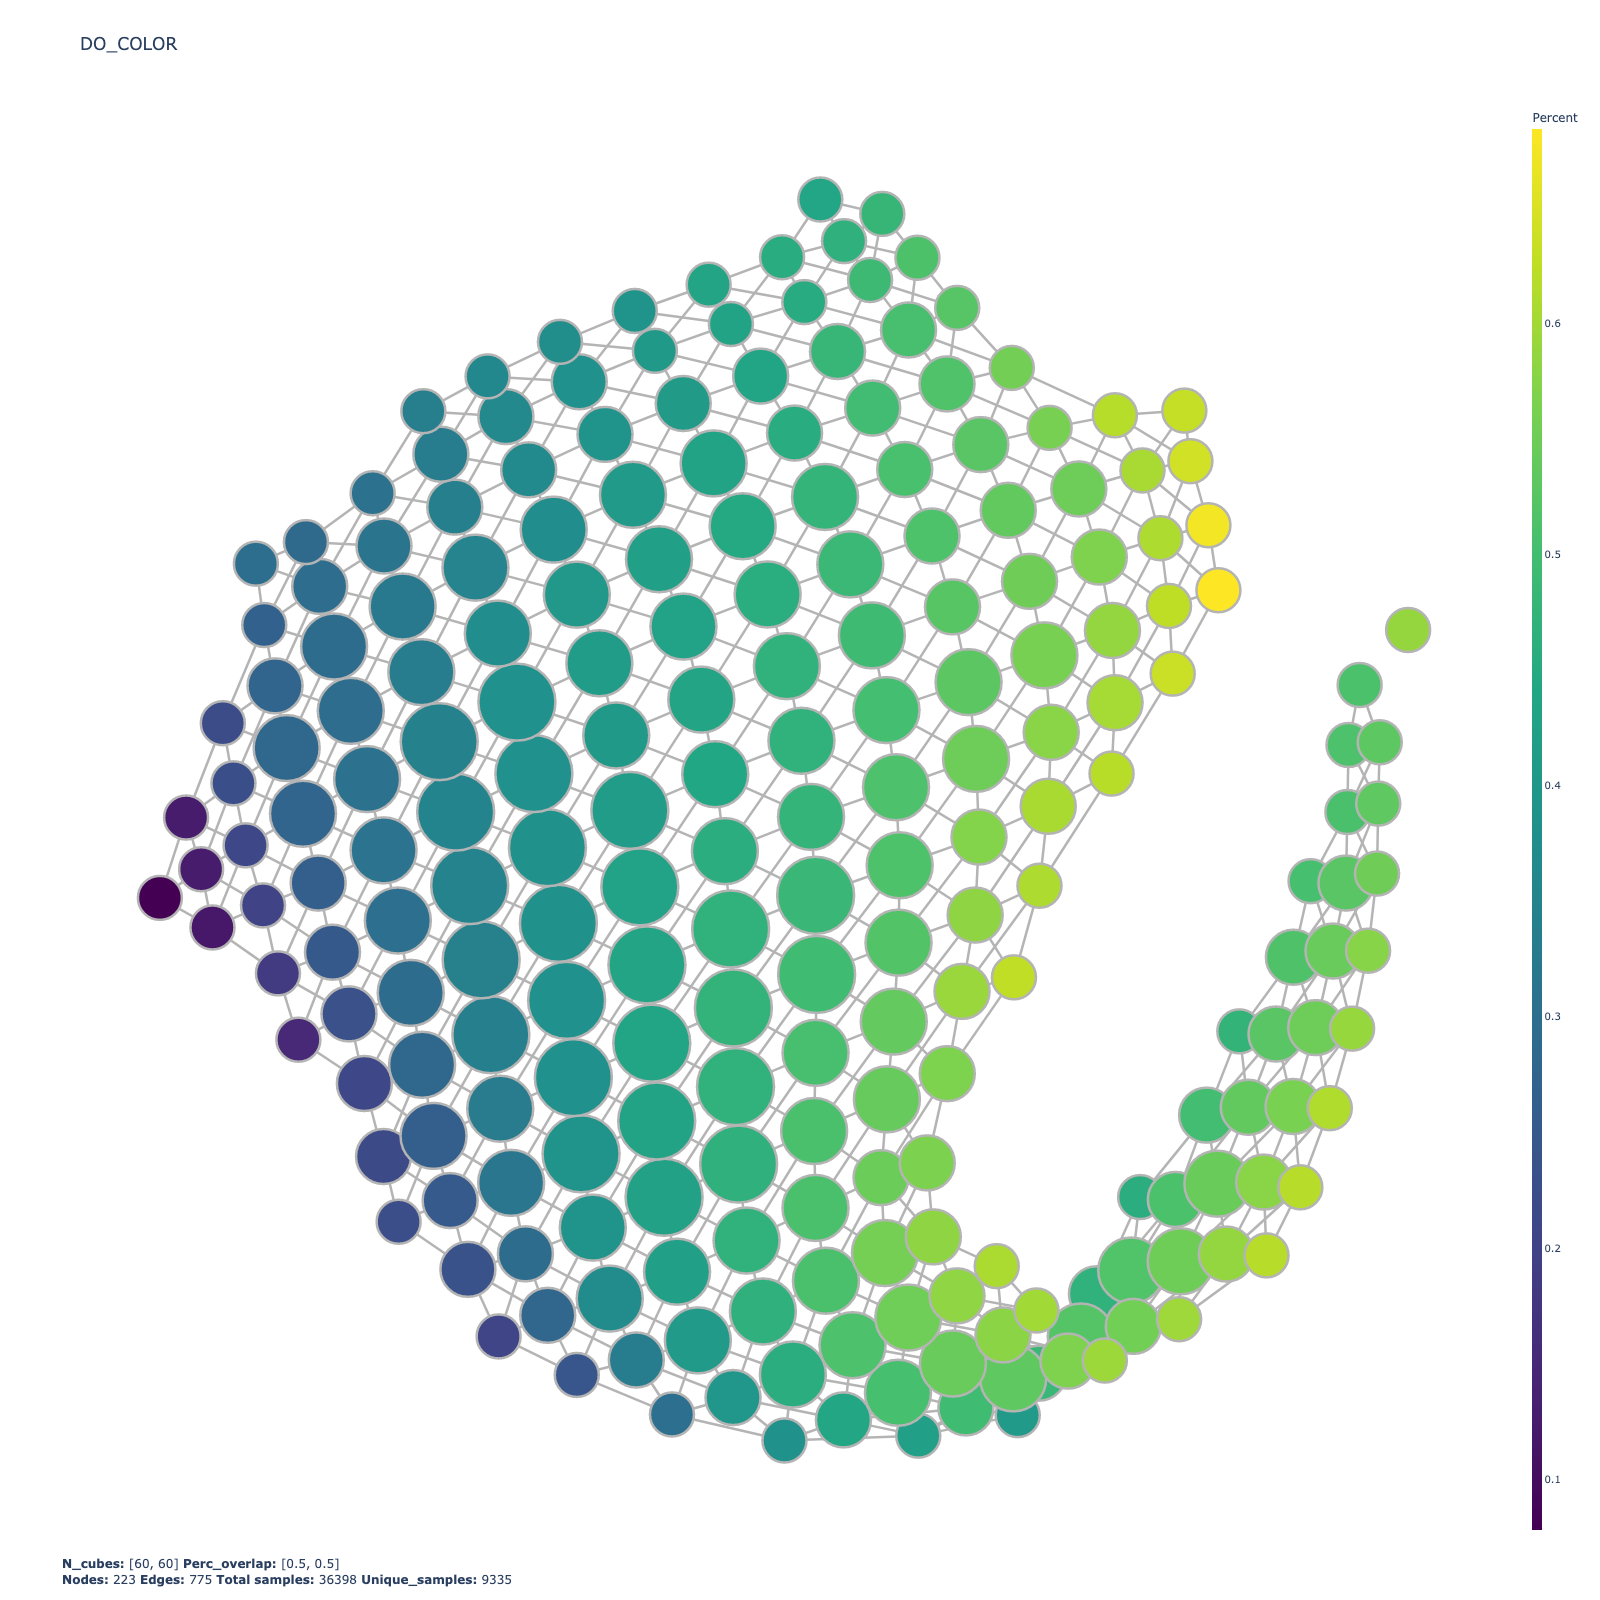 DO_COLOR
Percent
0.6
0.5
0.4
0.3
0.2
0.1
N_cubes: [60, 60] Perc_overlap: [0.5, 0.5]
Nodes: 223 Edges: 775 Total samples: 36398 Unique_samples: 9335